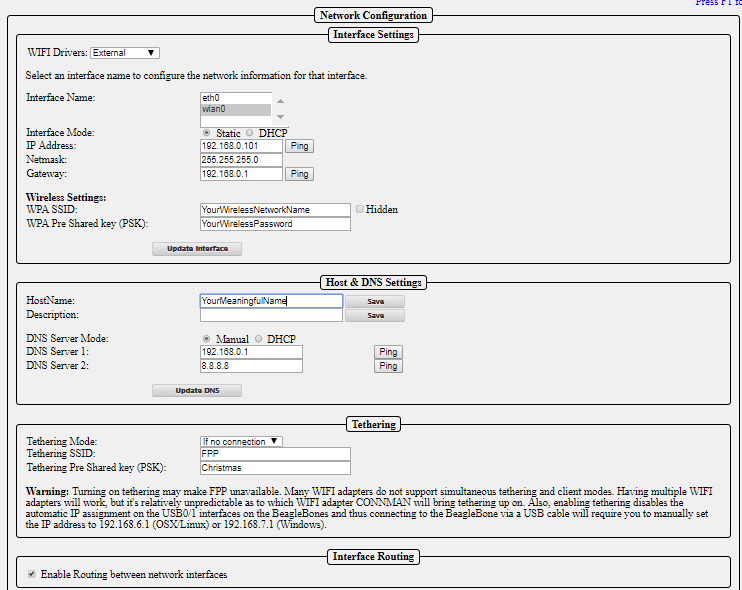 Press F1 fo
Network Configuration
Interface Settings
WIFI Drivers: External
Select an interface name to configure the network information for that interface.
Interface Name: eth0
wlan0
Interface Mode: Static DHCP
IP Address: 192.168.0.101 Ping
Netmask: 255.255.255.0
Gateway: 192.168.0.1 Ping
Wireless Settings:
WPA SSID: YourWirelessNetworkName Hidden
WPA Pre Shared key (PSK): YourWirelessPassword
Update Interface
Host & DNS Settings
HostName: YourMeaningfulName Save
Description: Save
DNS Server Mode: Manual DHCP
DNS Server 1: 192.168.0.1 Ping
DNS Server 2: 8.8.8.8 Ping
Update DNS
Tethering
Tethering Mode: If no connection
Tethering SSID: FPP
Tethering Pre Shared key (PSK): Christmas
Warning: Turning on tethering may make FPP unavailable. Many WIFI adapters do not support simultaneous tethering and client modes. Having multiple WIFI
adapters will work, but it's relatively unpredictable as to which WIFI adapter CONNMAN will bring tethering up on. Also, enabling tethering disables the
automatic IP assignment on the USB0/1 interfaces on the BeagleBones and thus connecting to the BeagleBone via a USB cable will require you to manually set
the IP address to 192.168.6.1 (OSX/Linux) or 192.168.7.1 (Windows).
Interface Routing
Enable Routing between network interfaces